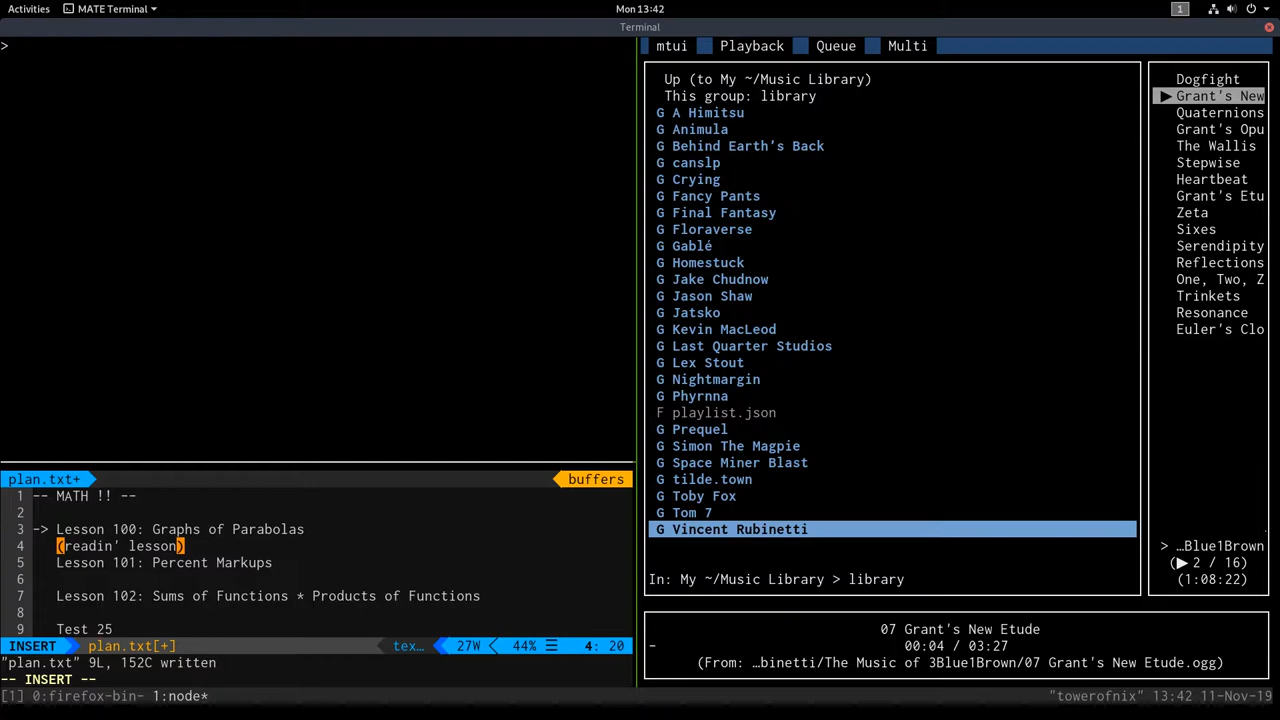 Activities MATE Terminal Mon 13:42 1
Terminal
>
mtui Playback Queue Multi
Up (to My ~/Music Library)
This group: library
G A Himitsu
G Animula
G Behind Earth's Back
G canslp
G Crying
G Fancy Pants
G Final Fantasy
G Floraverse
G Gablé
G Homestuck
G Jake Chudnow
G Jason Shaw
G Jatsko
G Kevin MacLeod
G Last Quarter Studios
G Lex Stout
G Nightmargin
G Phyrnna
F playlist.json
G Prequel
G Simon The Magpie
G Space Miner Blast
G tilde.town
G Toby Fox
G Tom 7
G Vincent Rubinetti
In: My ~/Music Library > library
Dogfight
▶ Grant's New
Quaternions
Grant's Opu
The Wallis
Stepwise
Heartbeat
Grant's Etu
Zeta
Sixes
Serendipity
Reflections
One, Two, Z
Trinkets
Resonance
Euler's Clo
> …Blue1Brown
(▶ 2 / 16)
(1:08:22)
07 Grant's New Etude
00:04 / 03:27
(From: …binetti/The Music of 3Blue1Brown/07 Grant's New Etude.ogg)
plan.txt+ buffers
1 -- MATH !! --
2
3 -> Lesson 100: Graphs of Parabolas
4 (readin' lesson)
5 Lesson 101: Percent Markups
6
7 Lesson 102: Sums of Functions * Products of Functions
8
9 Test 25
INSERT plan.txt[+] tex… 27W 44% ☰ 4: 20
"plan.txt" 9L, 152C written
-- INSERT --
[1] 0:firefox-bin- 1:node* "towerofnix" 13:42 11-Nov-19